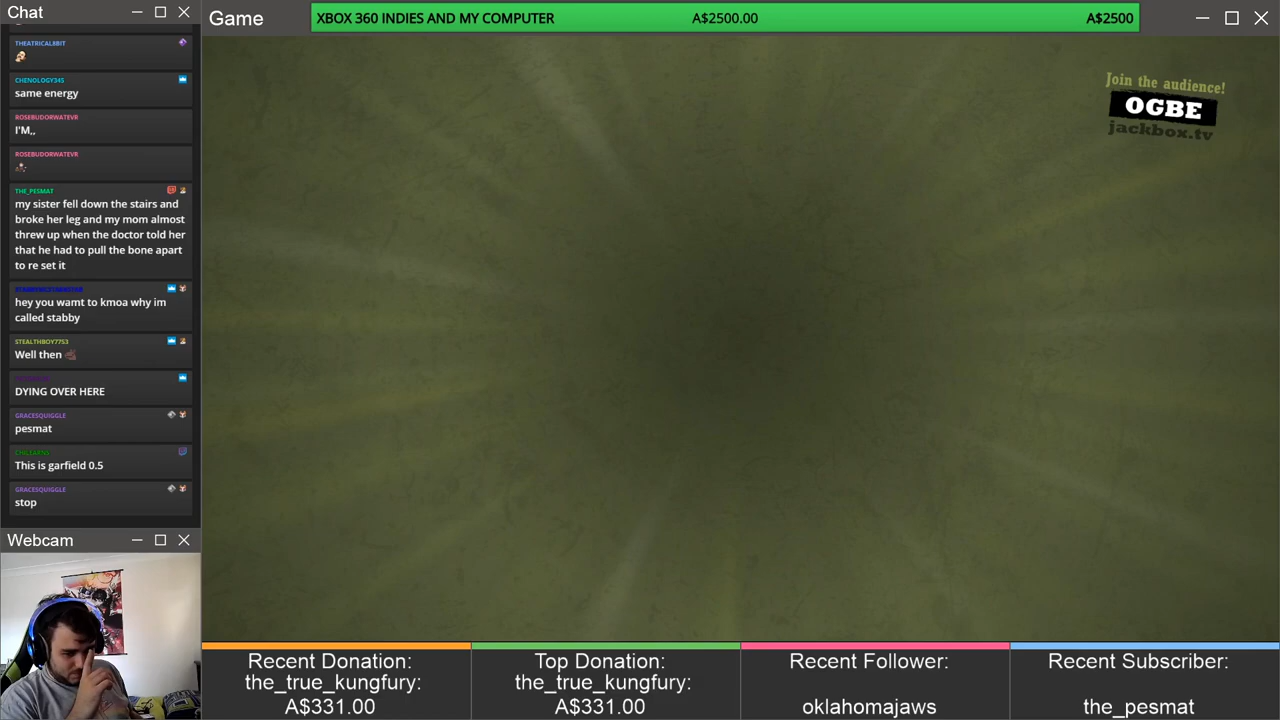 Chat
Game
XBOX 360 INDIES AND MY COMPUTER
A$2500.00
A$2500
THEATRICAL8BIT
CHENOLOGY345
same energy
ROSEBUDORWATEVR
I'M,,
ROSEBUDORWATEVR
THE_PESMAT
my sister fell down the stairs and
broke her leg and my mom almost
threw up when the doctor told her
that he had to pull the bone apart
to re set it
hey you wamt to kmoa why im
called stabby
STEALTHBOY7753
Well then
DYING OVER HERE
GRACESQUIGGLE
pesmat
This is garfield 0.5
GRACESQUIGGLE
stop
Join the audience!
OGBE
jackbox.tv
Webcam
Recent Donation:
the_true_kungfury:
A$331.00
Top Donation:
the_true_kungfury:
A$331.00
Recent Follower:
oklahomajaws
Recent Subscriber:
the_pesmat